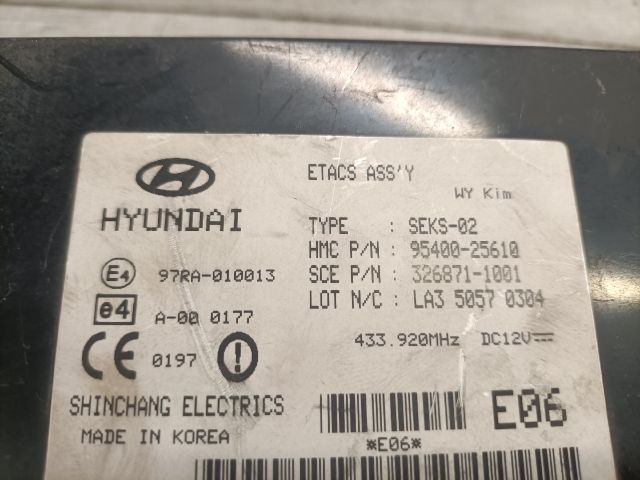 ETACS ASS'Y
WY Kim
HYUNDAI
TYPE : SEKS-02
HMC P/N : 95400-25610
SCE P/N : 326871-1001
LOT N/C : LA3 5057 0304
E4 97RA-010013
e4 A-00 0177
433.920MHz DC12V
CE 0197
SHINCHANG ELECTRICS
MADE IN KOREA
E06
*E06*